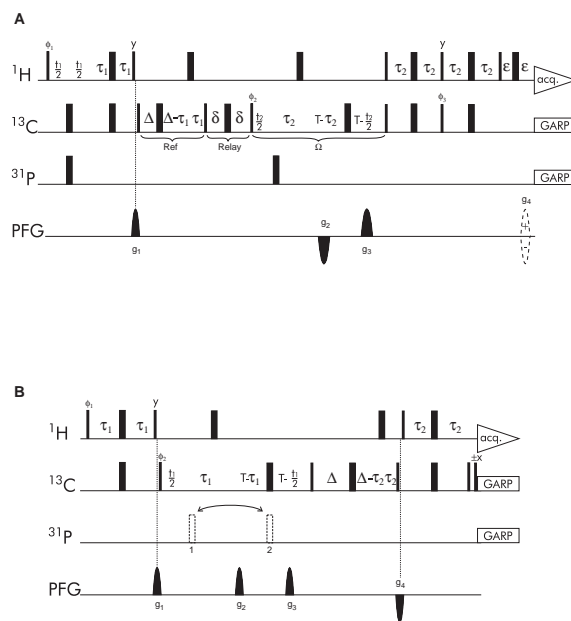 A
ϕ₁ y y
¹H t₁/2 t₁/2 τ₁ τ₁ τ₂ τ₂ τ₂ τ₂ ε ε acq.
ϕ₂ ϕ₃
¹³C Δ Δ-τ₁ τ₁ δ δ t₂/2 τ₂ T-τ₂ T-t₂/2 GARP
Ref Relay Ω
³¹P GARP
g₄
PFG + -
g₁ g₂ g₃
B
ϕ₁ y
¹H τ₁ τ₁ τ₂ τ₂ acq.
ϕ₂ ±x
¹³C t₁/2 τ₁ T-τ₁ T-t₁/2 Δ Δ-τ₂ τ₂ GARP
³¹P GARP
1 2
PFG g₄
g₁ g₂ g₃